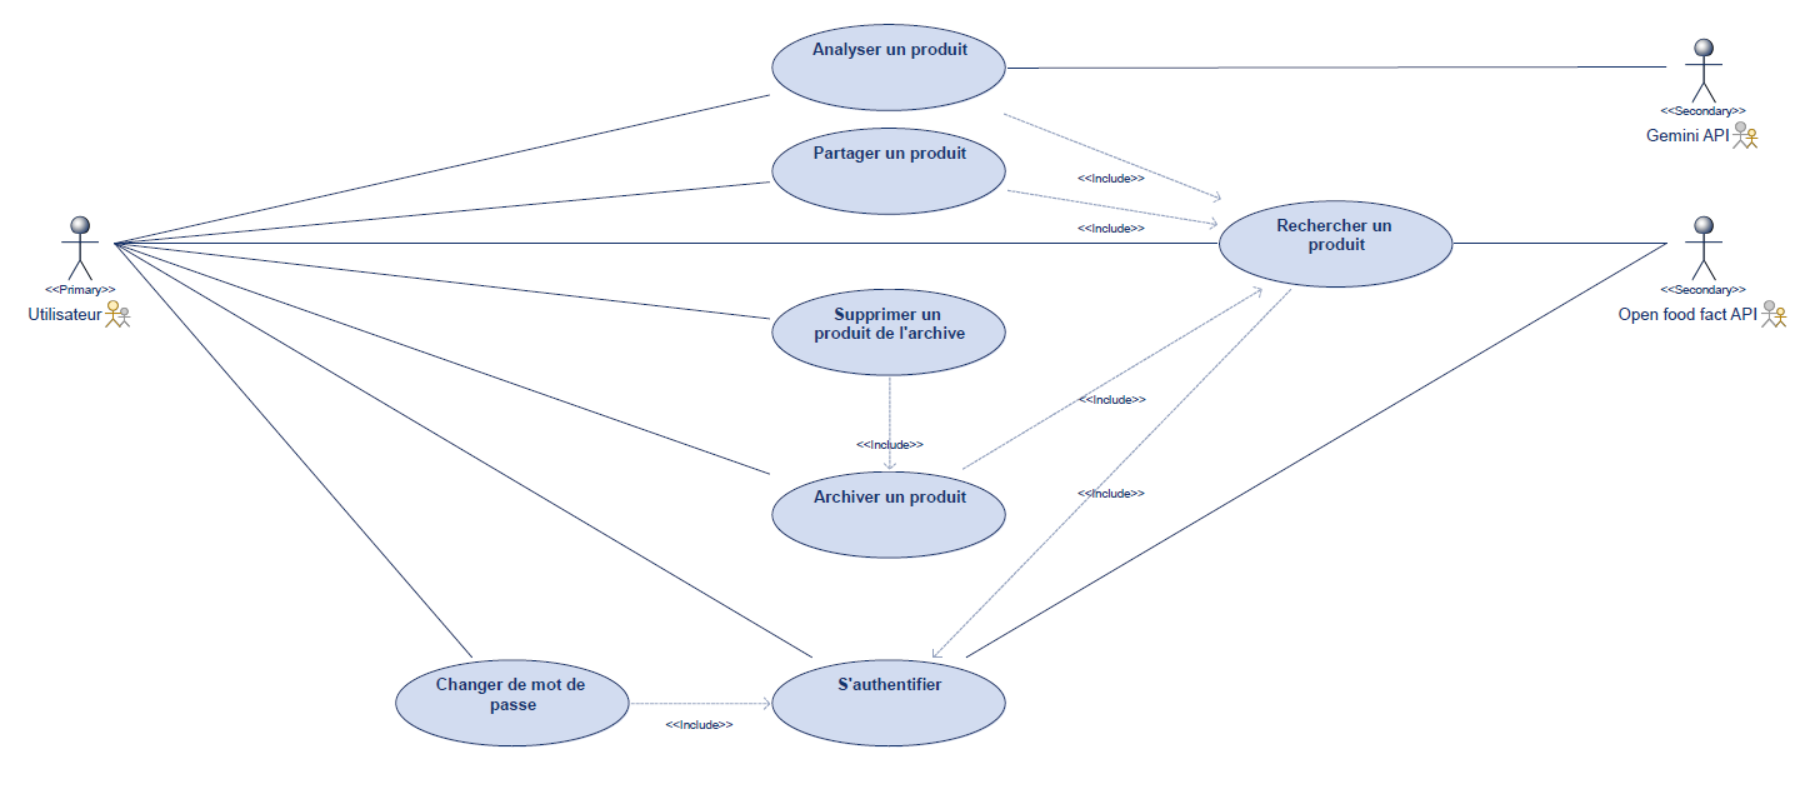 Analyser un produit
<<Secondary>>
Gemini API
Partager un produit
<<Include>>
<<Include>>
Rechercher un
produit
<<Primary>>
Utilisateur
<<Secondary>>
Open food fact API
Supprimer un
produit de l'archive
<<Include>>
<<Include>>
Archiver un produit
<<Include>>
Changer de mot de
passe
<<Include>>
S'authentifier